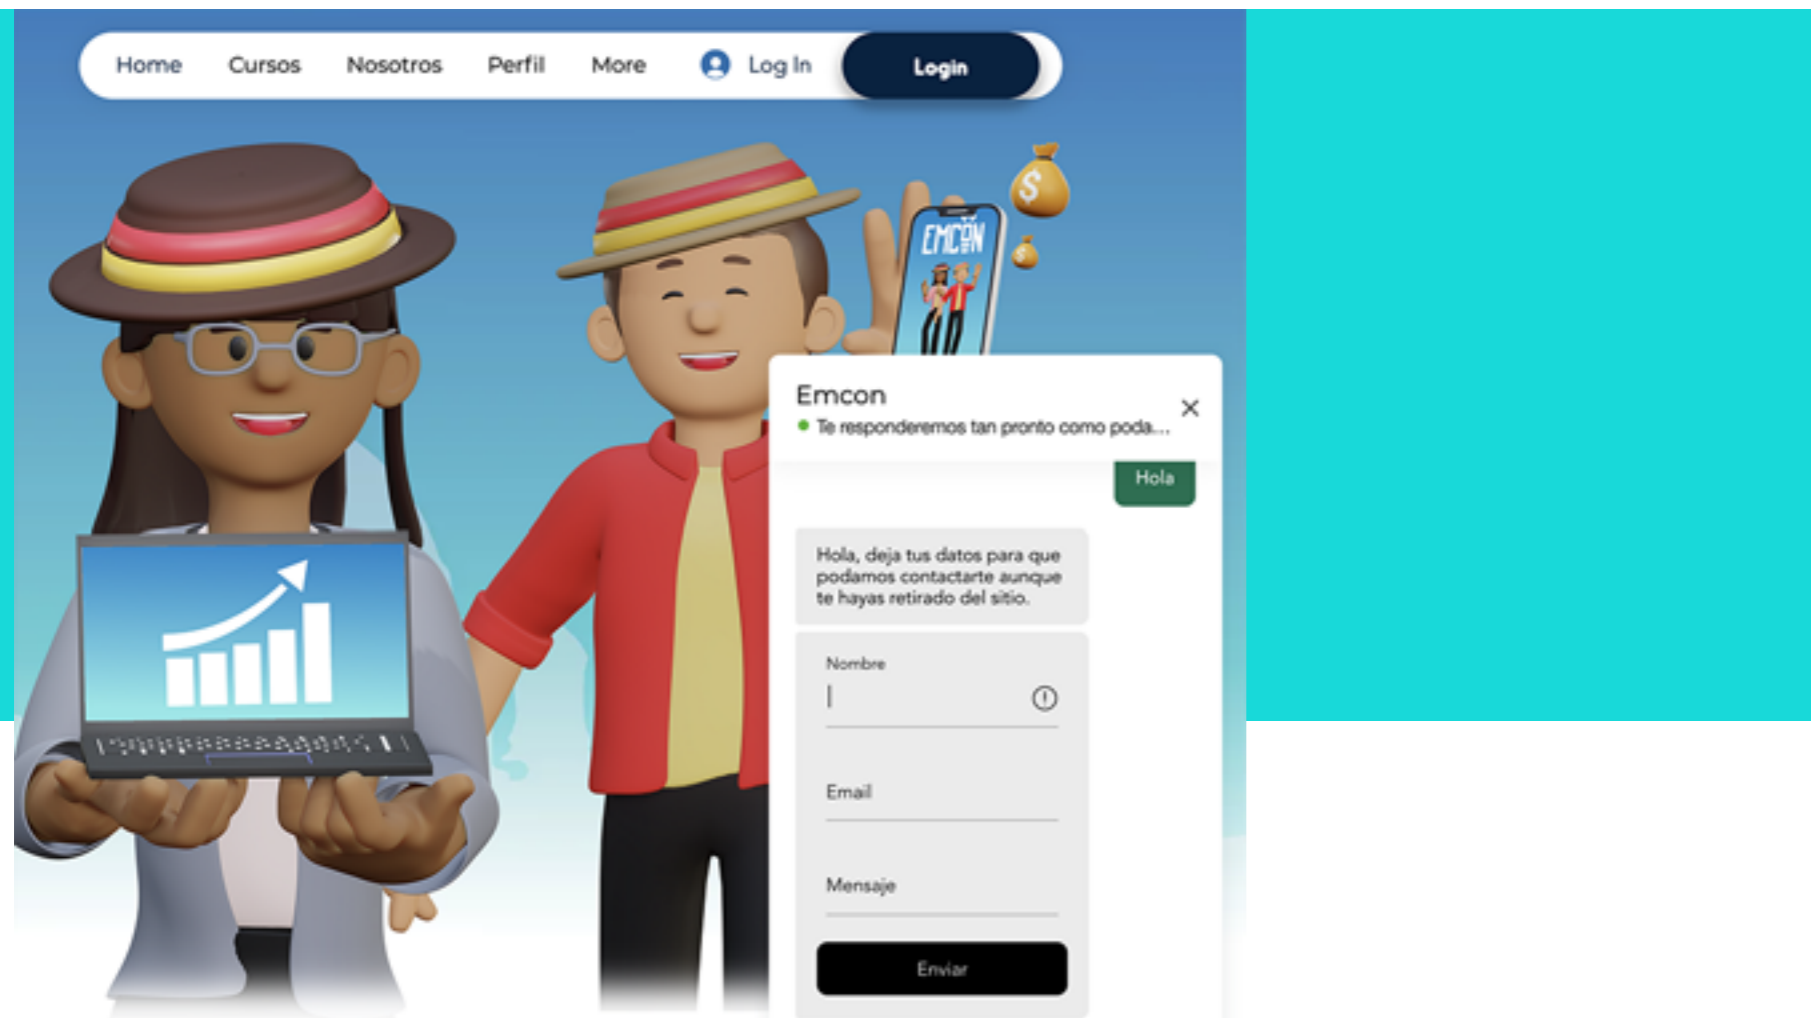 Home Cursos Nosotros Perfil More Log In Login
$
EMCON
$
Emcon
Te responderemos tan pronto como poda...
Hola
Hola, deja tus datos para que
podamos contactarte aunque
te hayas retirado del sitio.
Nombre
Email
Mensaje
Enviar